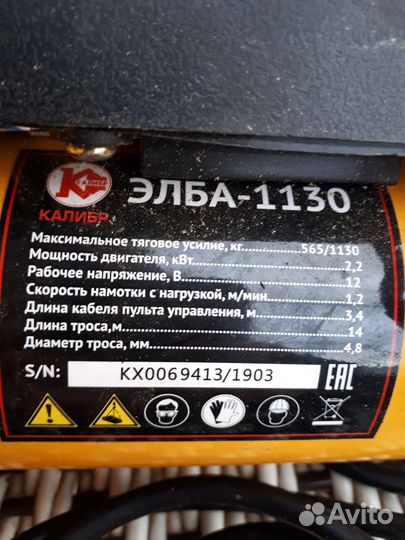 КАЛИБР
КАЛИБР
ЭЛБА-1130
Максимальное тяговое усилие, кг.......................565/1130
Мощность двигателя, кВт.......................2,2
Рабочее напряжение, В.......................12
Скорость намотки с нагрузкой, м/мин.......................1,2
Длина кабеля пульта управления, м.......................3,4
Длина троса,м.......................14
Диаметр троса, мм.......................4,8
S/N: KX0069413/1903
EAC
Avito